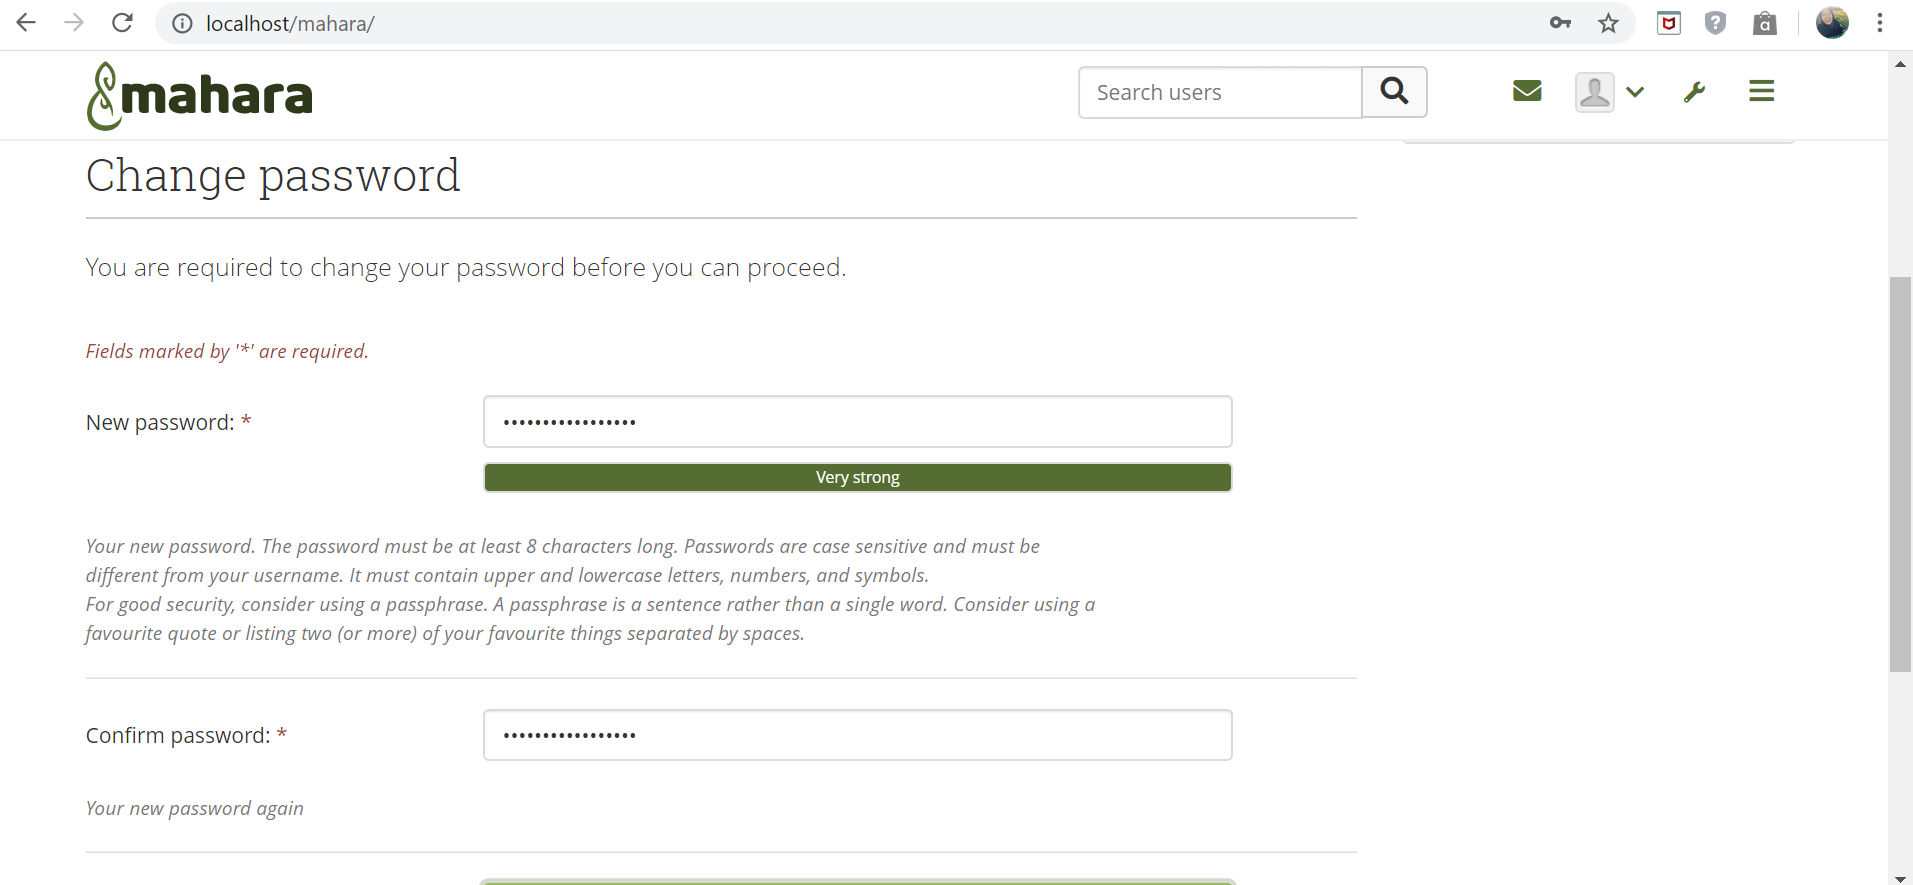 localhost/mahara/
mahara
Search users
Change password
You are required to change your password before you can proceed.
Fields marked by '*' are required.
New password: *
•••••••••••••••••
Very strong
Your new password. The password must be at least 8 characters long. Passwords are case sensitive and must be
different from your username. It must contain upper and lowercase letters, numbers, and symbols.
For good security, consider using a passphrase. A passphrase is a sentence rather than a single word. Consider using a
favourite quote or listing two (or more) of your favourite things separated by spaces.
Confirm password: *
•••••••••••••••••
Your new password again